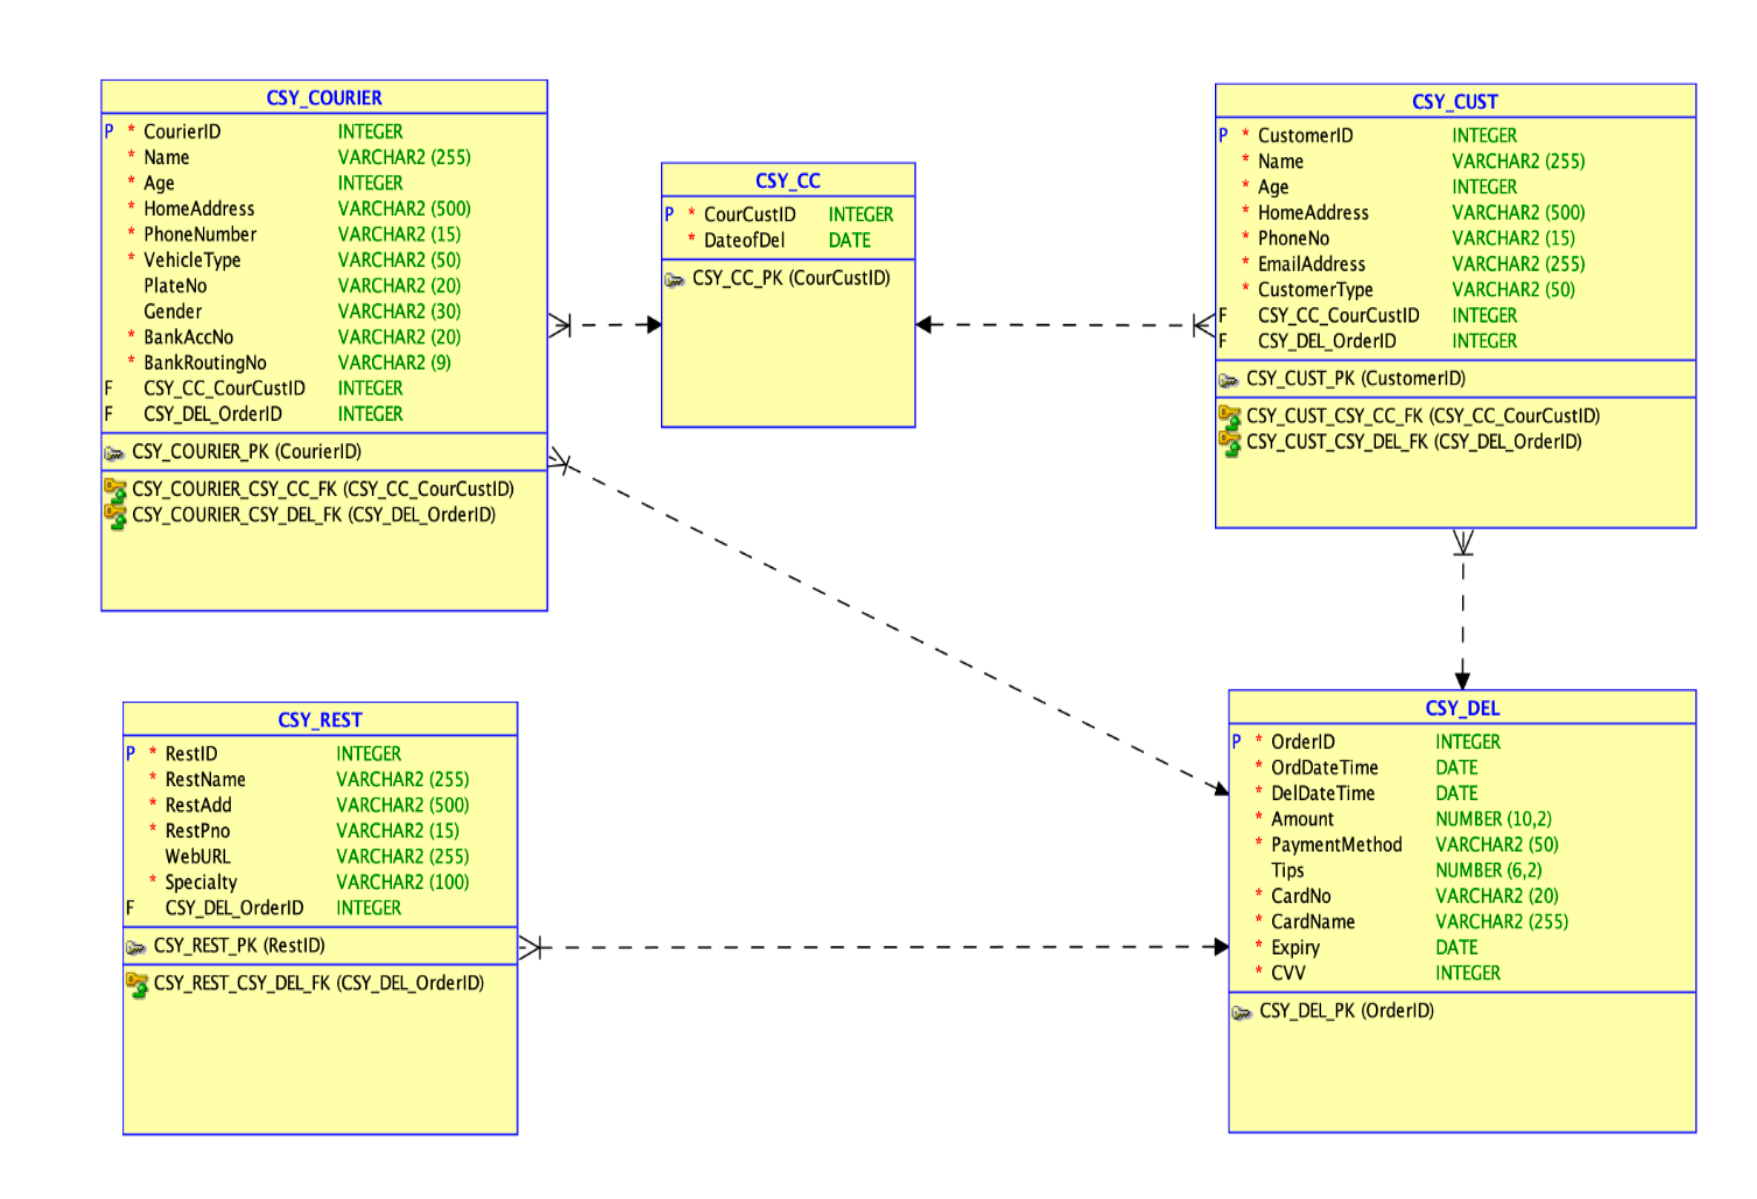 CSY_COURIER
P * CourierID INTEGER
* Name VARCHAR2 (255)
* Age INTEGER
* HomeAddress VARCHAR2 (500)
* PhoneNumber VARCHAR2 (15)
* VehicleType VARCHAR2 (50)
PlateNo VARCHAR2 (20)
Gender VARCHAR2 (30)
* BankAccNo VARCHAR2 (20)
* BankRoutingNo VARCHAR2 (9)
F CSY_CC_CourCustID INTEGER
F CSY_DEL_OrderID INTEGER
CSY_COURIER_PK (CourierID)
CSY_COURIER_CSY_CC_FK (CSY_CC_CourCustID)
CSY_COURIER_CSY_DEL_FK (CSY_DEL_OrderID)
CSY_CC
P * CourCustID INTEGER
* DateofDel DATE
CSY_CC_PK (CourCustID)
CSY_CUST
P * CustomerID INTEGER
* Name VARCHAR2 (255)
* Age INTEGER
* HomeAddress VARCHAR2 (500)
* PhoneNo VARCHAR2 (15)
* EmailAddress VARCHAR2 (255)
* CustomerType VARCHAR2 (50)
F CSY_CC_CourCustID INTEGER
F CSY_DEL_OrderID INTEGER
CSY_CUST_PK (CustomerID)
CSY_CUST_CSY_CC_FK (CSY_CC_CourCustID)
CSY_CUST_CSY_DEL_FK (CSY_DEL_OrderID)
CSY_REST
P * RestID INTEGER
* RestName VARCHAR2 (255)
* RestAdd VARCHAR2 (500)
* RestPno VARCHAR2 (15)
WebURL VARCHAR2 (255)
* Specialty VARCHAR2 (100)
F CSY_DEL_OrderID INTEGER
CSY_REST_PK (RestID)
CSY_REST_CSY_DEL_FK (CSY_DEL_OrderID)
CSY_DEL
P * OrderID INTEGER
* OrdDateTime DATE
* DelDateTime DATE
* Amount NUMBER (10,2)
* PaymentMethod VARCHAR2 (50)
Tips NUMBER (6,2)
* CardNo VARCHAR2 (20)
* CardName VARCHAR2 (255)
* Expiry DATE
* CVV INTEGER
CSY_DEL_PK (OrderID)